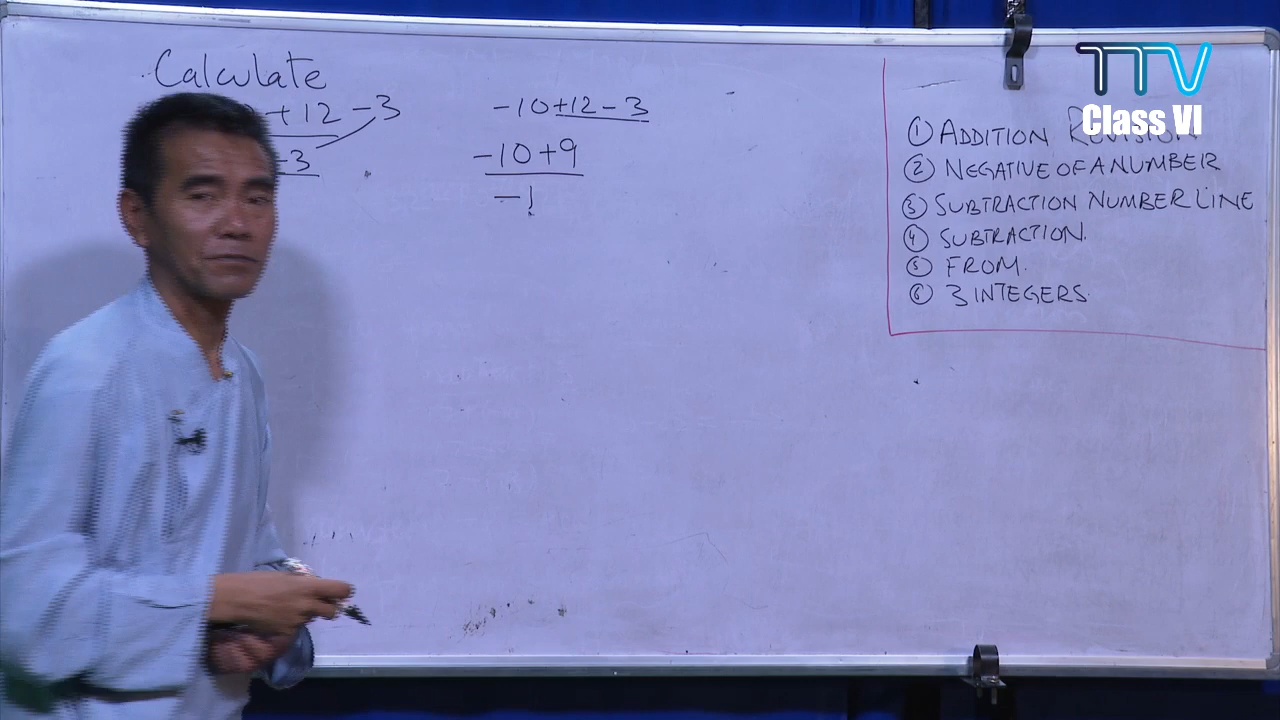 Calculate
+ 12 - 3
- 3
- 10 + 12 - 3
- 10 + 9
- 1
TTV
Class VI
① ADDITION REVISION
② NEGATIVE OF A NUMBER
③ SUBTRACTION NUMBER LINE
④ SUBTRACTION.
⑤ FROM.
⑥ 3 INTEGERS.